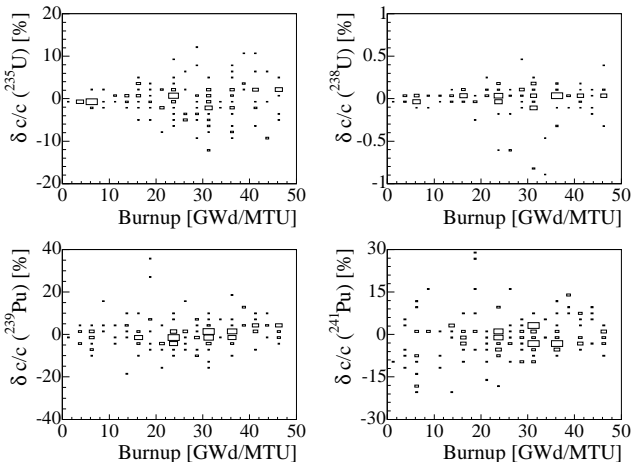 δ c/c (²³⁵U) [%]
20
10
0
-10
-20
0 10 20 30 40 50
Burnup [GWd/MTU]
δ c/c (²³⁸U) [%]
1
0.5
0
-0.5
-1
0 10 20 30 40 50
Burnup [GWd/MTU]
δ c/c (²³⁹Pu) [%]
40
20
0
-20
-40
0 10 20 30 40 50
Burnup [GWd/MTU]
δ c/c (²⁴¹Pu) [%]
30
15
0
-15
-30
0 10 20 30 40 50
Burnup [GWd/MTU]